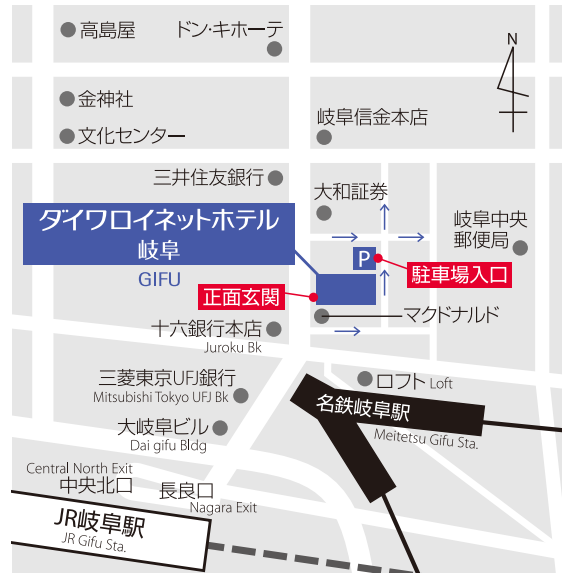 高島屋
ドン・キホーテ
N
金神社
文化センター
岐阜信金本店
三井住友銀行
大和証券
ダイワロイネットホテル
岐阜
GIFU
岐阜中央
郵便局
P
駐車場入口
正面玄関
マクドナルド
十六銀行本店
Juroku Bk
三菱東京UFJ銀行
Mitsubishi Tokyo UFJ Bk
ロフト Loft
名鉄岐阜駅
Meitetsu Gifu Sta.
大岐阜ビル
Dai gifu Bldg
Central North Exit
中央北口
長良口
Nagara Exit
JR岐阜駅
JR Gifu Sta.